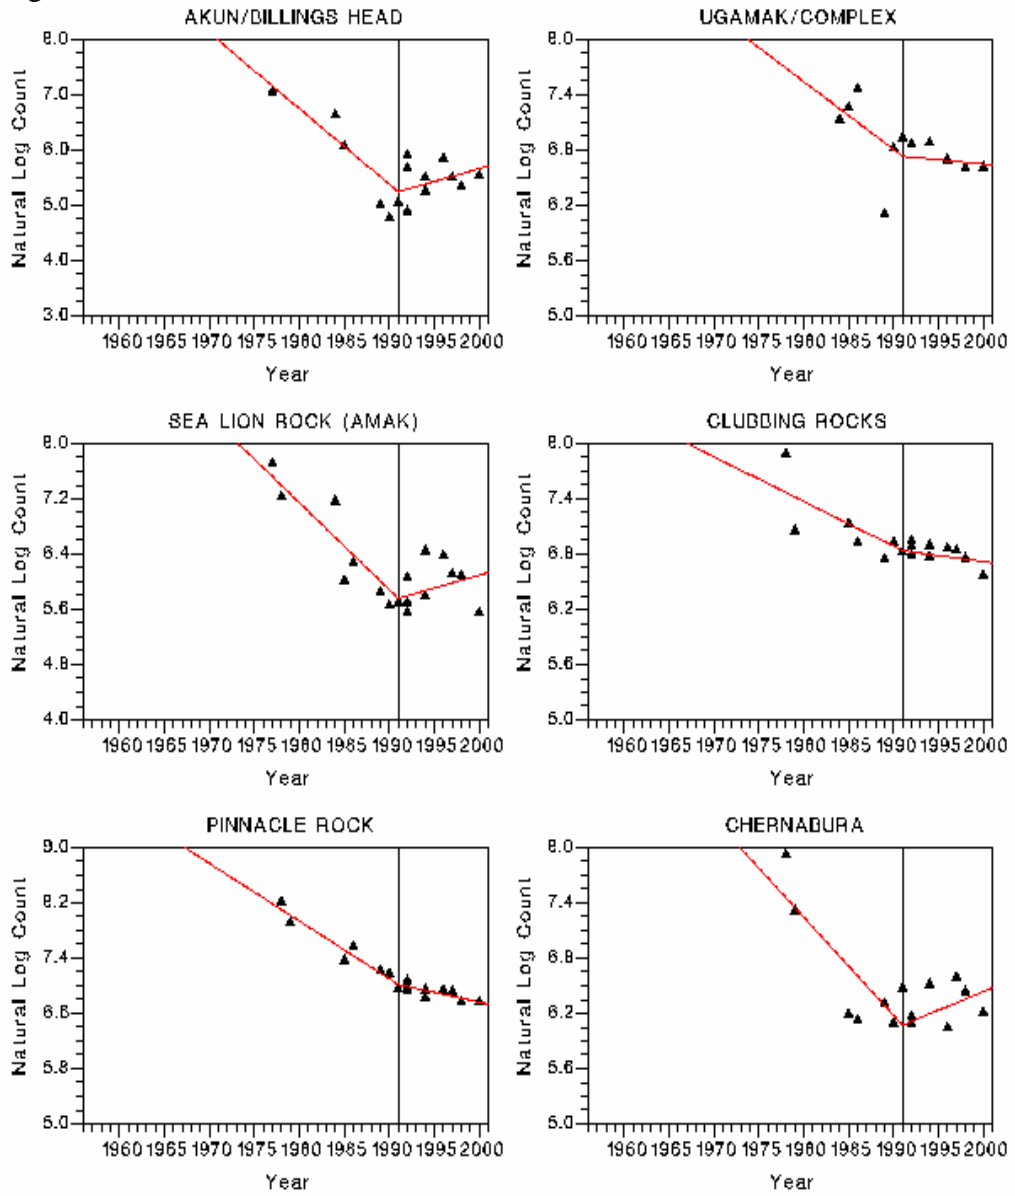 AKUN/BILLINGS HEAD
8.0
7.0
6.0
5.0
4.0
3.0
Natural Log Count
1960 1965 1970 1975 1980 1985 1990 1995 2000
Year
UGAMAK/COMPLEX
8.0
7.4
6.8
6.2
5.6
5.0
Natural Log Count
1960 1965 1970 1975 1980 1985 1990 1995 2000
Year
SEA LION ROCK (AMAK)
8.0
7.2
6.4
5.6
4.8
4.0
Natural Log Count
1960 1965 1970 1975 1980 1985 1990 1995 2000
Year
CLUBBING ROCKS
8.0
7.4
6.8
6.2
5.6
5.0
Natural Log Count
1960 1965 1970 1975 1980 1985 1990 1995 2000
Year
PINNACLE ROCK
9.0
8.2
7.4
6.6
5.8
5.0
Natural Log Count
1960 1965 1970 1975 1980 1985 1990 1995 2000
Year
CHERNABURA
8.0
7.4
6.8
6.2
5.6
5.0
Natural Log Count
1960 1965 1970 1975 1980 1985 1990 1995 2000
Year